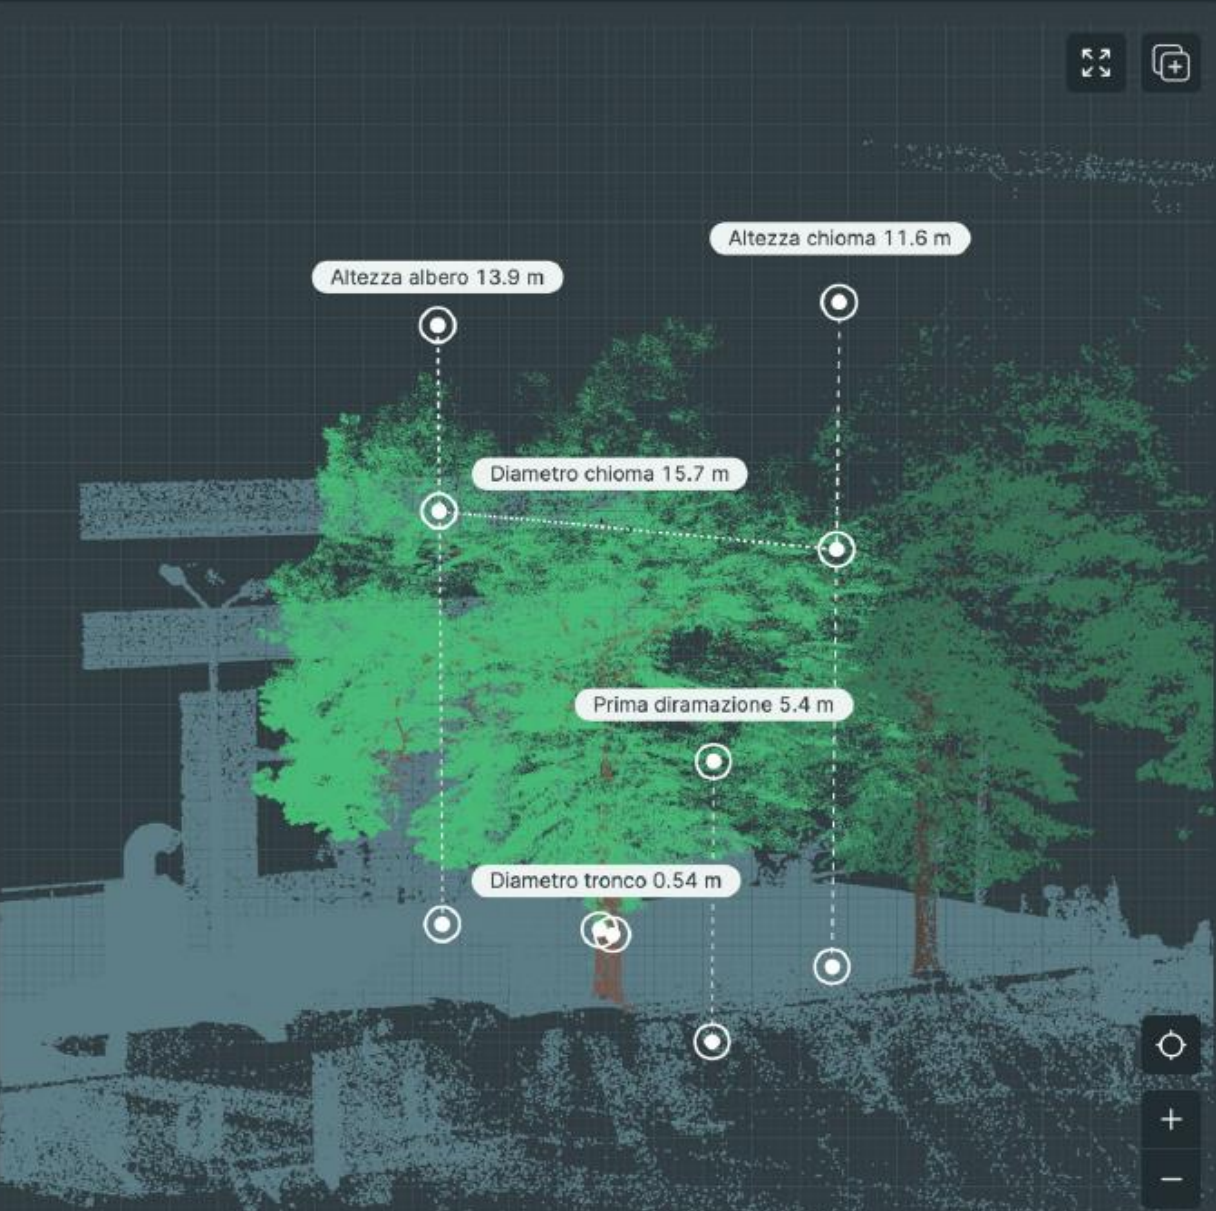 Altezza chioma 11.6 m
Altezza albero 13.9 m
Diametro chioma 15.7 m
Prima diramazione 5.4 m
Diametro tronco 0.54 m